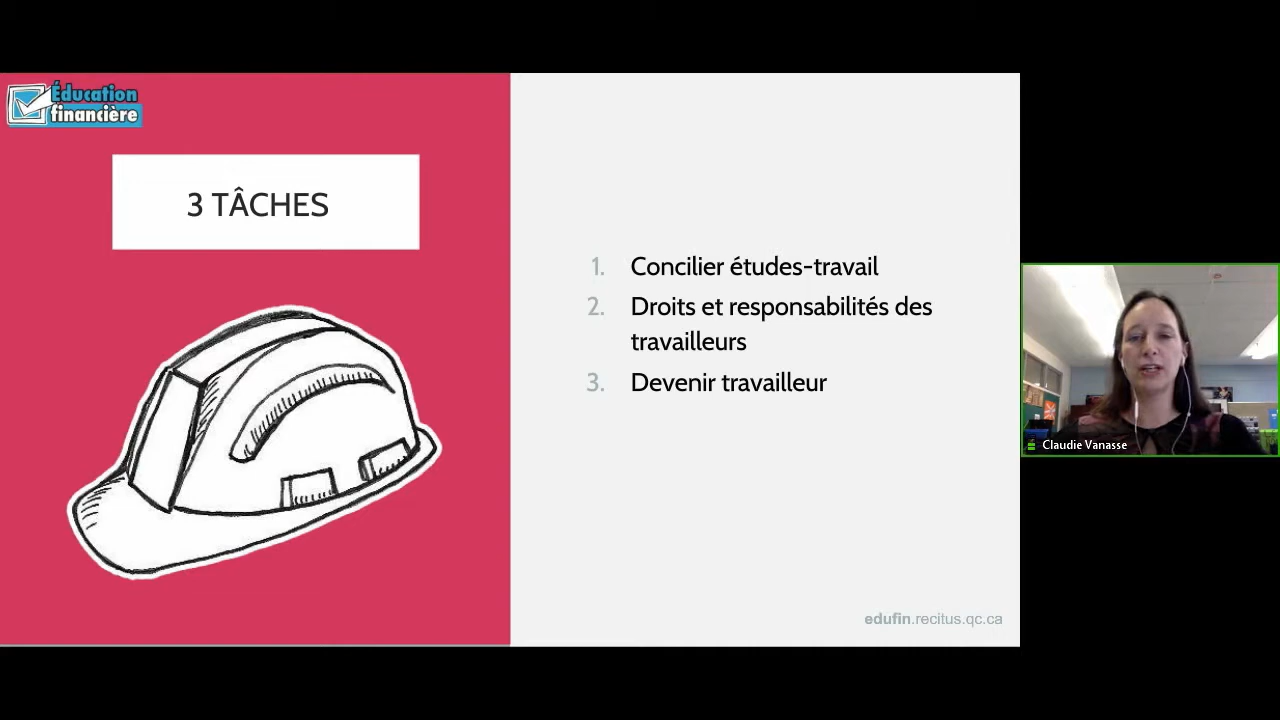 Éducation
financière
3 TÂCHES
1. Concilier études-travail
2. Droits et responsabilités des
travailleurs
3. Devenir travailleur
edufin.recitus.qc.ca
Claudie Vanasse